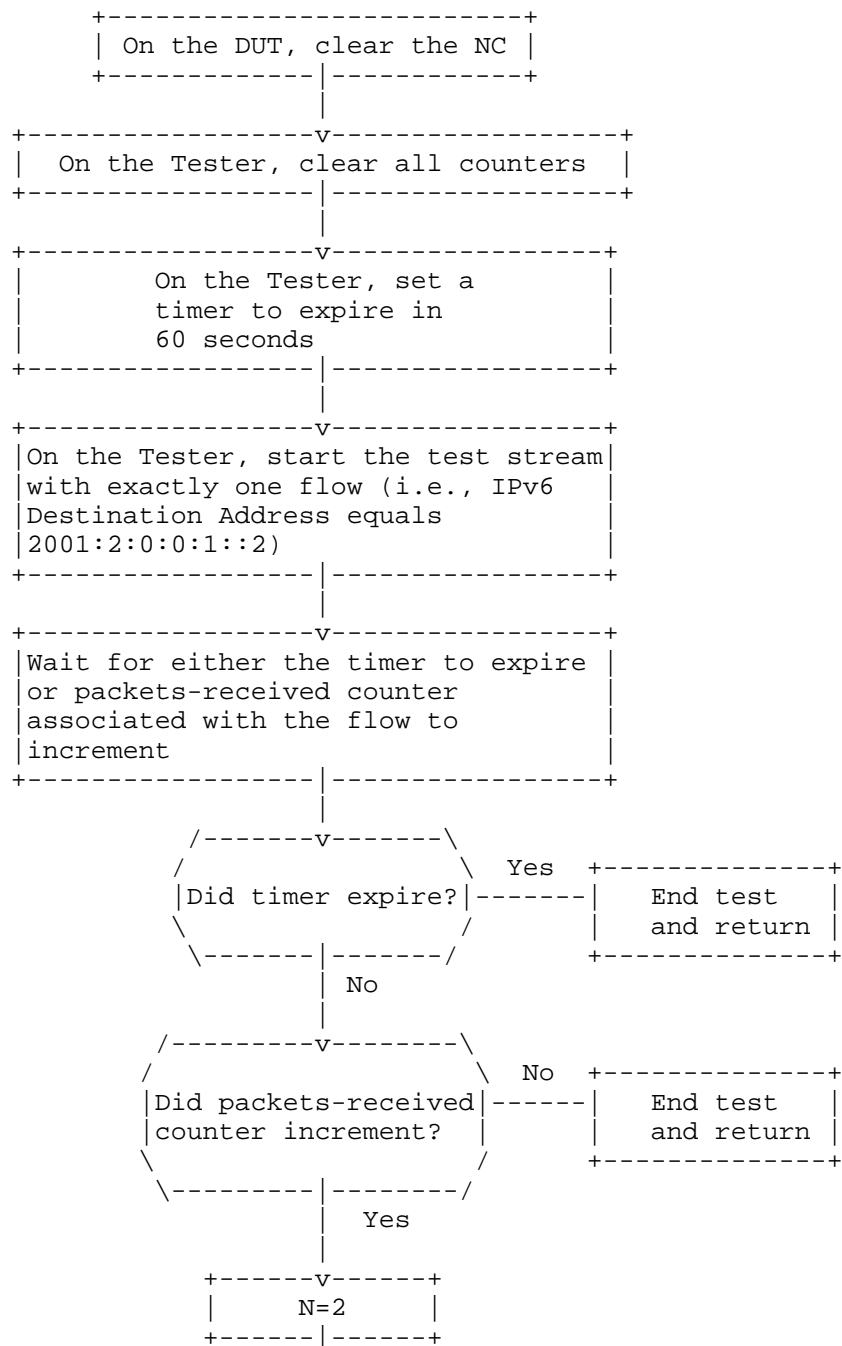 On the DUT, clear the NC
On the Tester, clear all counters
On the Tester, set a
timer to expire in
60 seconds
On the Tester, start the test stream
with exactly one flow (i.e., IPv6
Destination Address equals
2001:2:0:0:1::2)
Wait for either the timer to expire
or packets-received counter
associated with the flow to
increment
Yes
Did timer expire?
End test
and return
No
No
Did packets-received
counter increment?
End test
and return
Yes
N=2